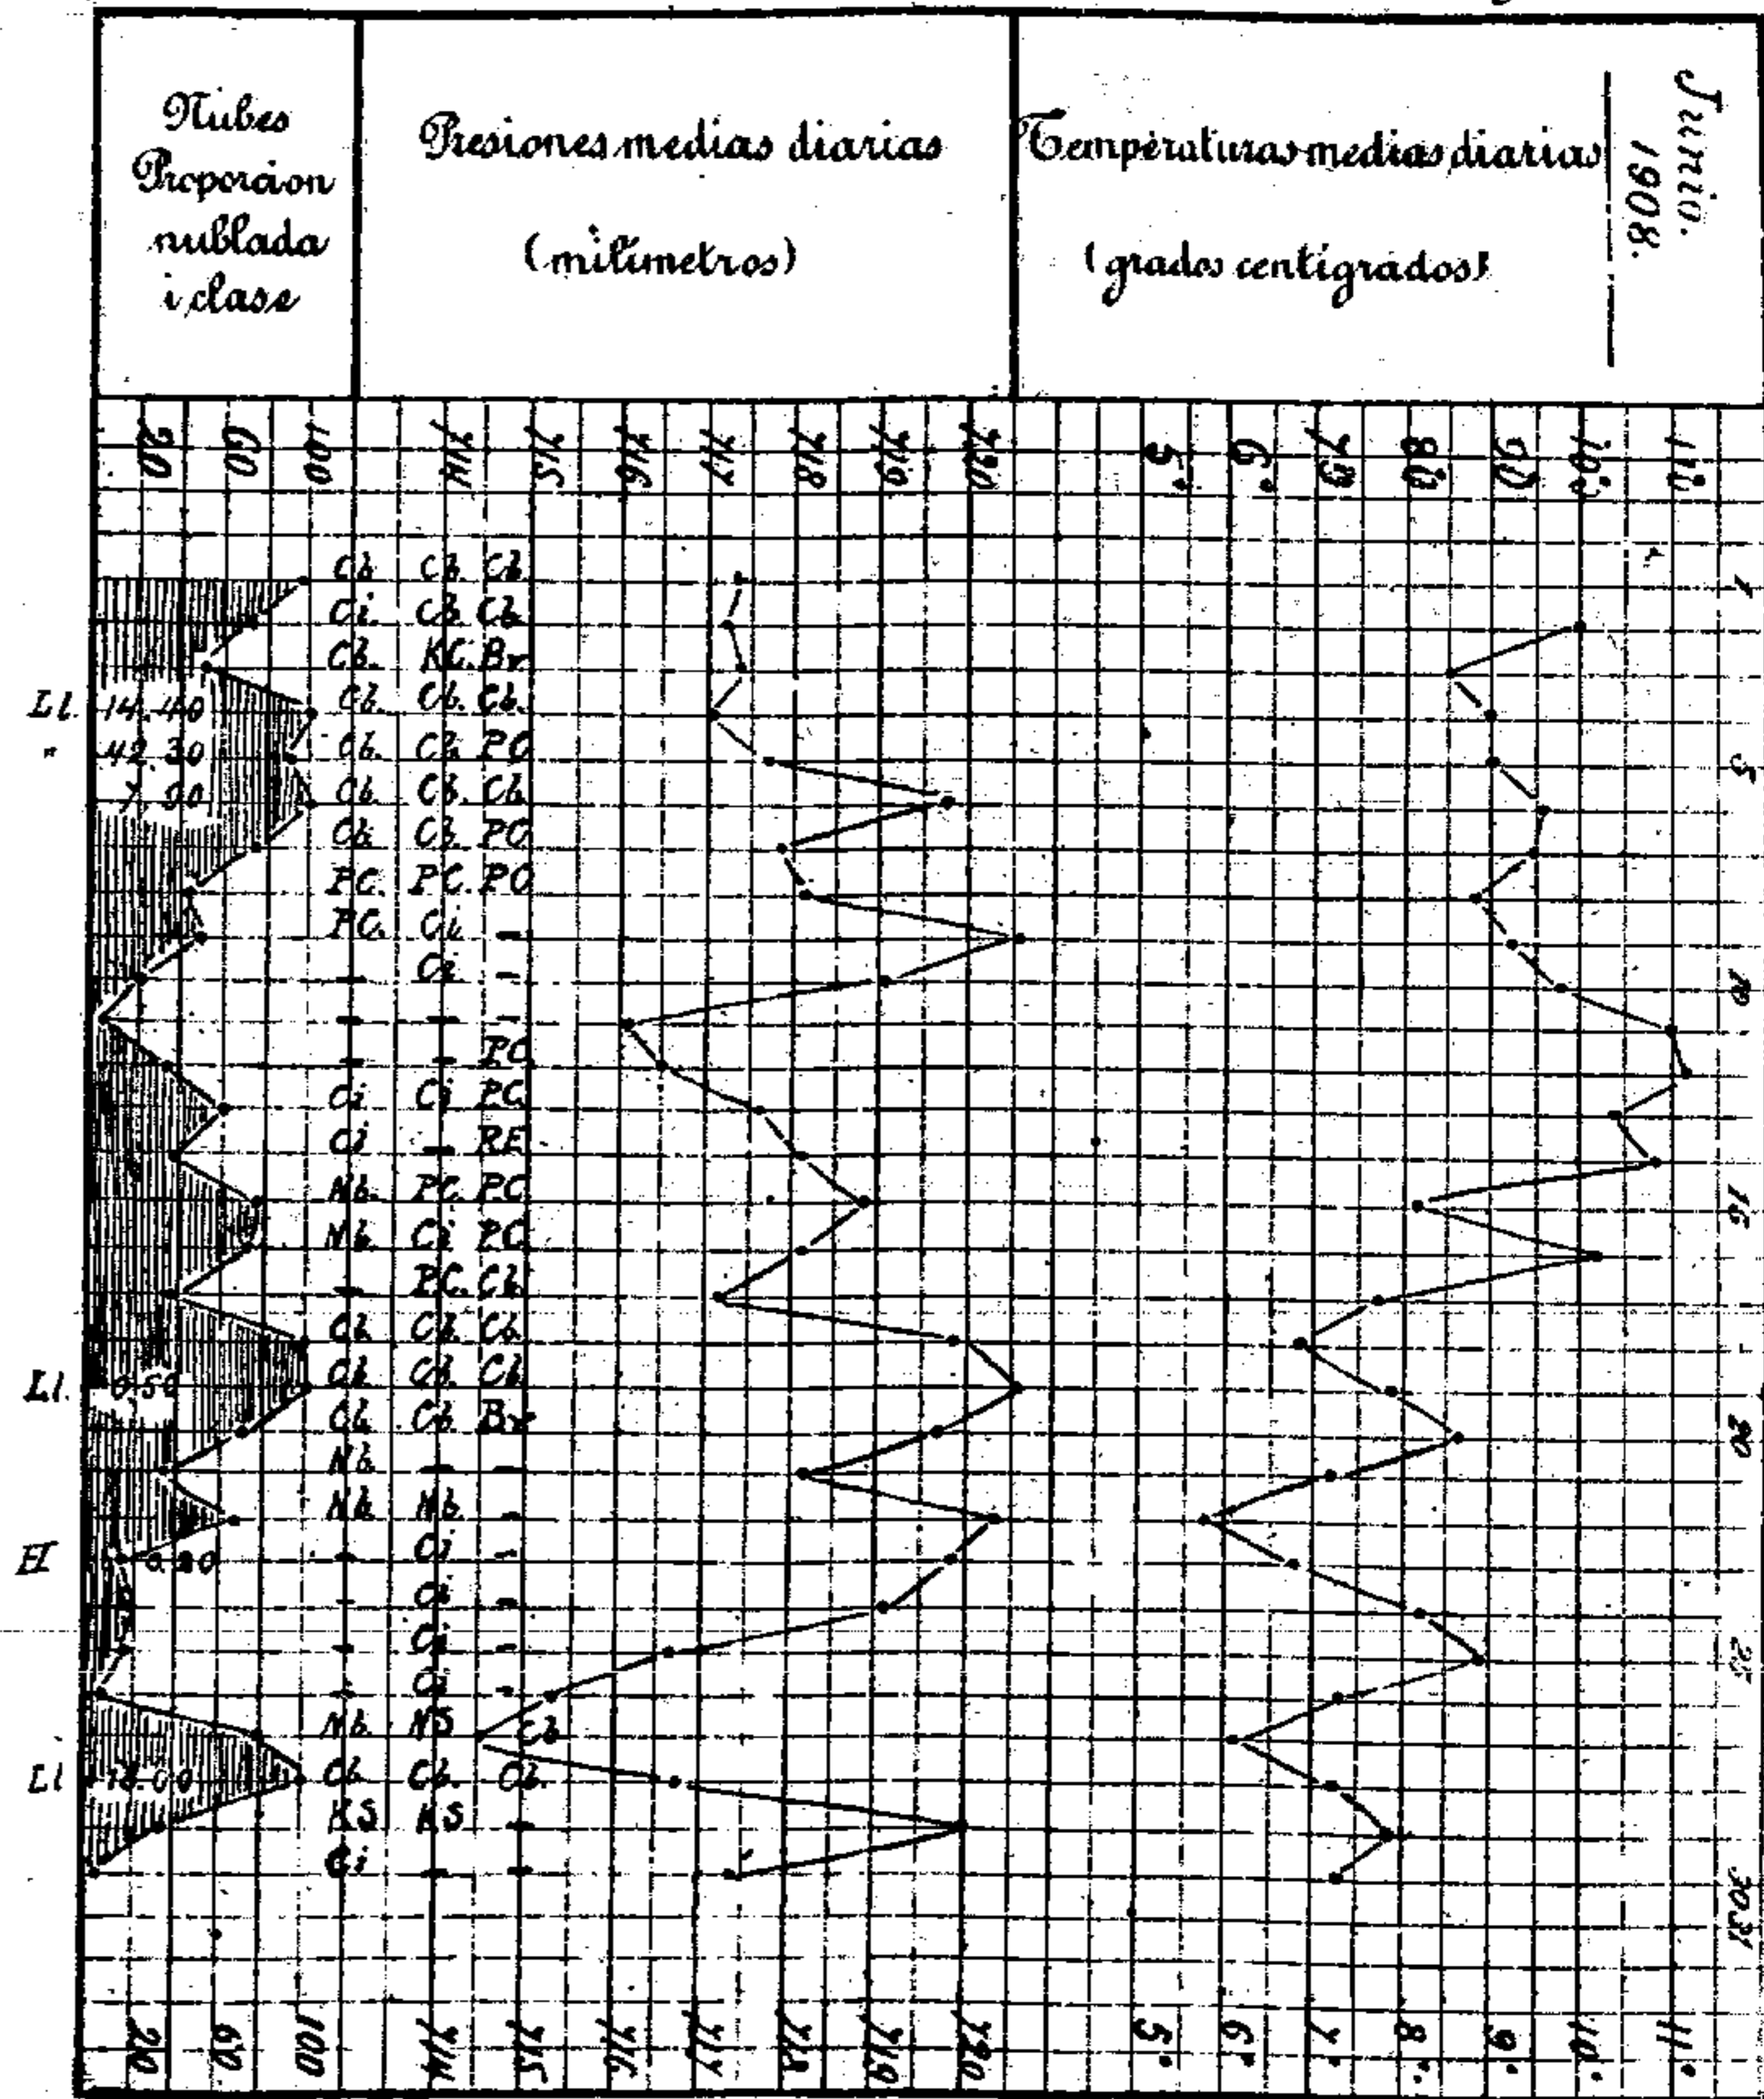 Nubes
Proporcion
nublada
i clase
Presiones medias diarias
(milimetros)
Temperaturas medias diarias
(grados centigrados)
Junio.
1908.
20 60 100 714 715 716 717 718 719 720 5° 6° 7° 8° 9° 10° 11°
Cb Cb Cb 1
Ci. Cb Cb
Cb. KC. Br
Ll. 14.40 Cb. Cb. Cb.
" 42.30 Cb. Cb PC 5
7.90 Cb. Cb. Cb
Cb Cb. PC
PC. PC. PC
PC. Ci -
- Ci - 10
- - -
- - PC
Ci Ci PC
Ci - RE
Nb. PC. PC 15
Nb. Ci PC
- PC. Cb
Cb Cb Cb
Ll. 0.50 Cb Cb. Cb
Cb Cb Br 20
Nb - -
Nb. Nb. -
H 0.20 - Ci -
- Ci -
- Ci - 25
- Ci -
Nb. NS Cb
Ll Cb Cb. Cb.
KS KS -
Ci - - 30 31
20 60 100 714 715 716 717 718 719 720 5° 6° 7° 8° 9° 10° 11°